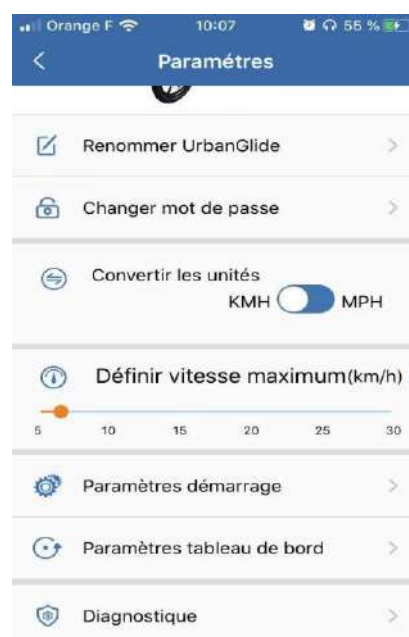 Orange F 10:07 55 %
Paramétres
Renommer UrbanGlide
Changer mot de passe
Convertir les unités
KMH MPH
Définir vitesse maximum(km/h)
5 10 15 20 25 30
Paramètres démarrage
Paramètres tableau de bord
Diagnostique